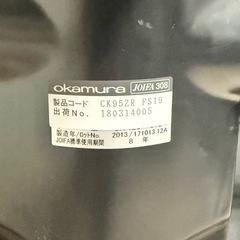 okamura JOIFA 308
製品コード CK95ZR FS19
出荷No. 180314005
製造年/ロットNo. 2013/171013 12A
JOIFA標準使用期間 8 年